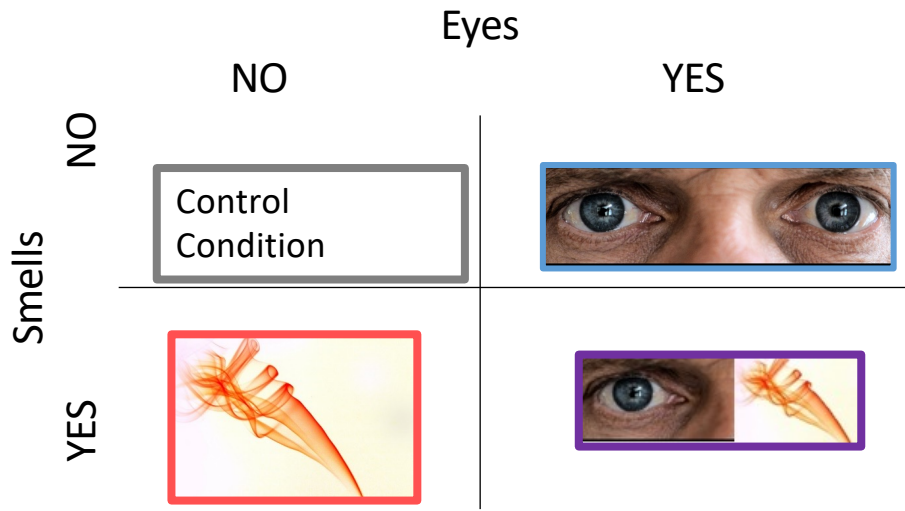 Eyes
NO
YES
Smells
NO
Control
Condition
YES